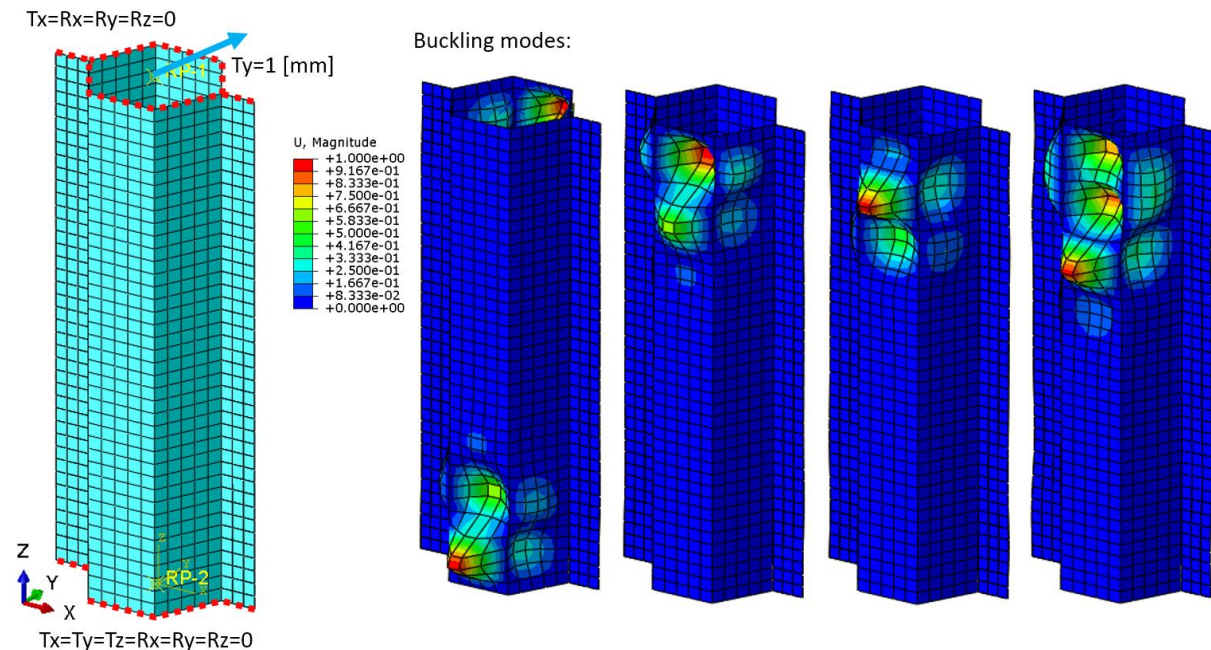 Tx=Rx=Ry=Rz=0
Ty=1 [mm]
RP-1
Buckling modes:
U, Magnitude
+1.000e+00
+9.167e-01
+8.333e-01
+7.500e-01
+6.667e-01
+5.833e-01
+5.000e-01
+4.167e-01
+3.333e-01
+2.500e-01
+1.667e-01
+8.333e-02
+0.000e+00
Z
Y
X
RP-2
Tx=Ty=Tz=Rx=Ry=Rz=0